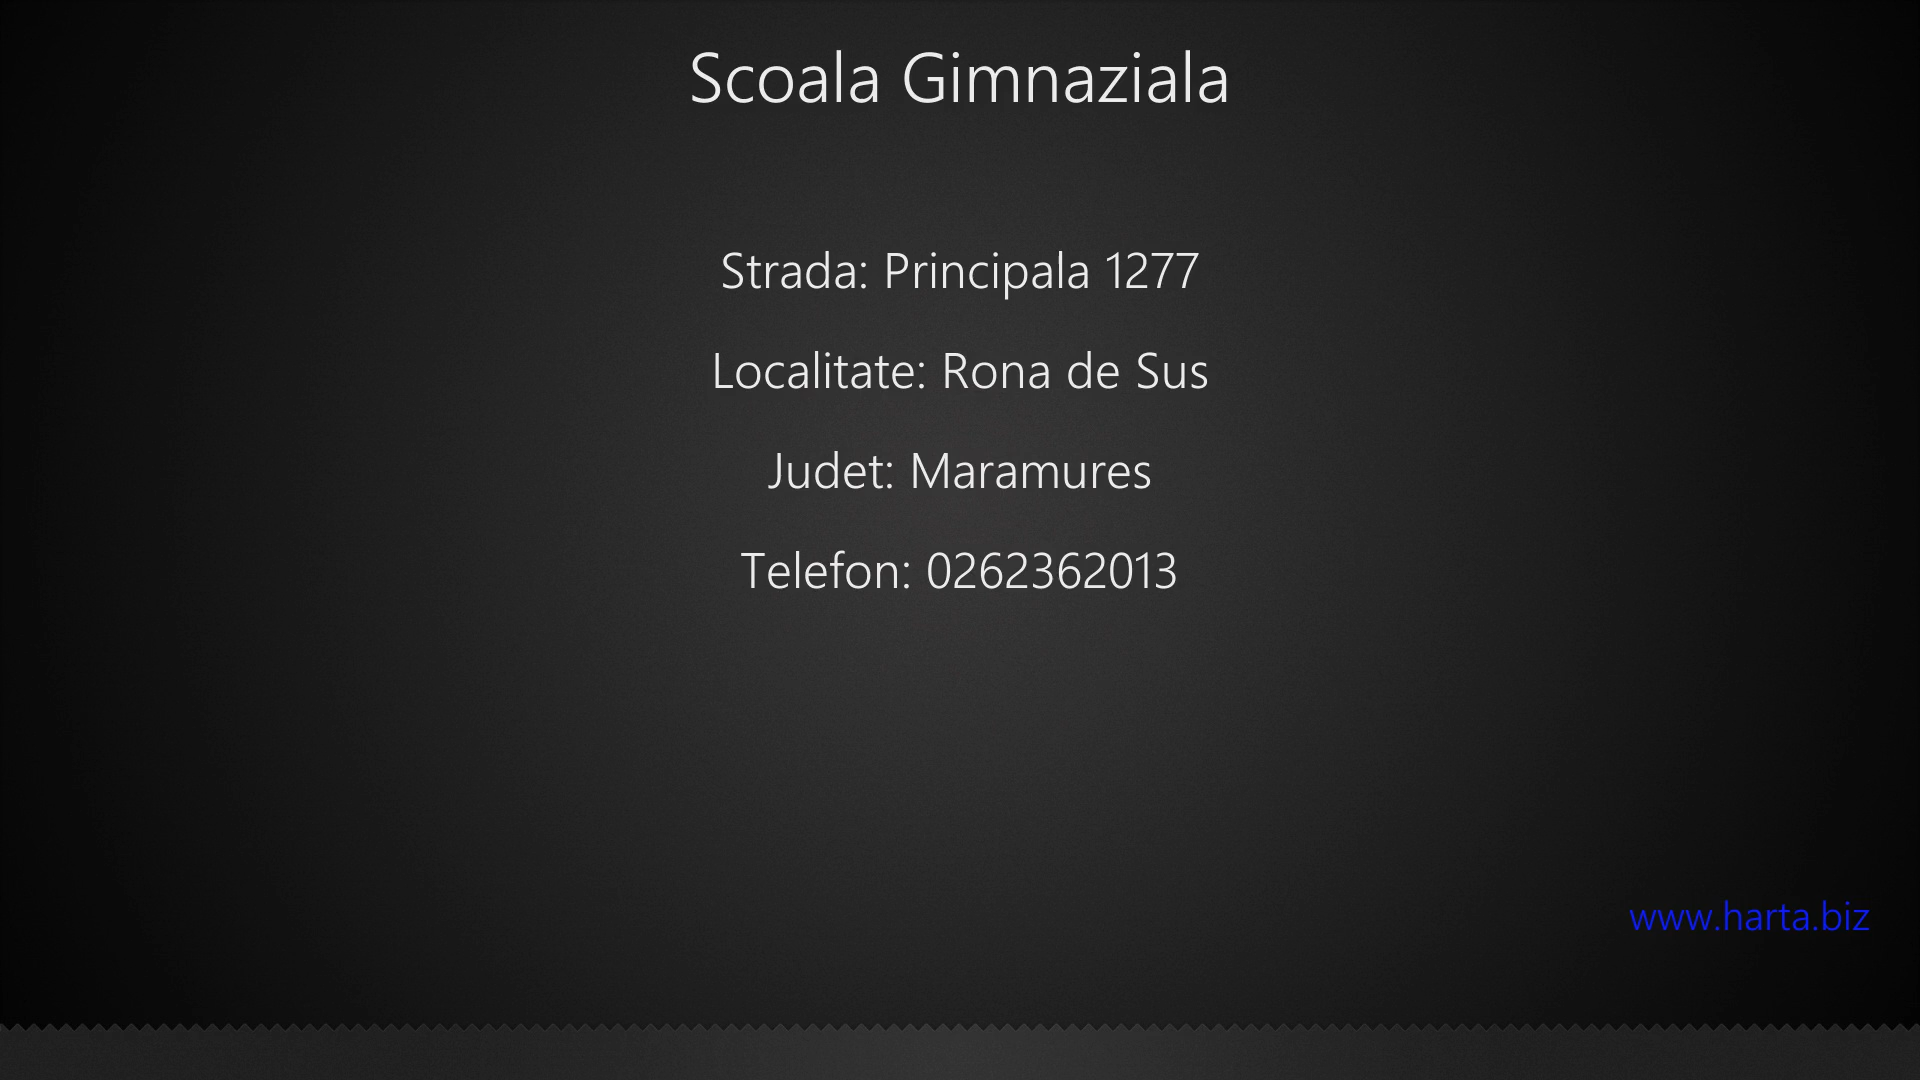 Scoala Gimnaziala
Strada: Principala 1277
Localitate: Rona de Sus
Judet: Maramures
Telefon: 0262362013
www.harta.biz